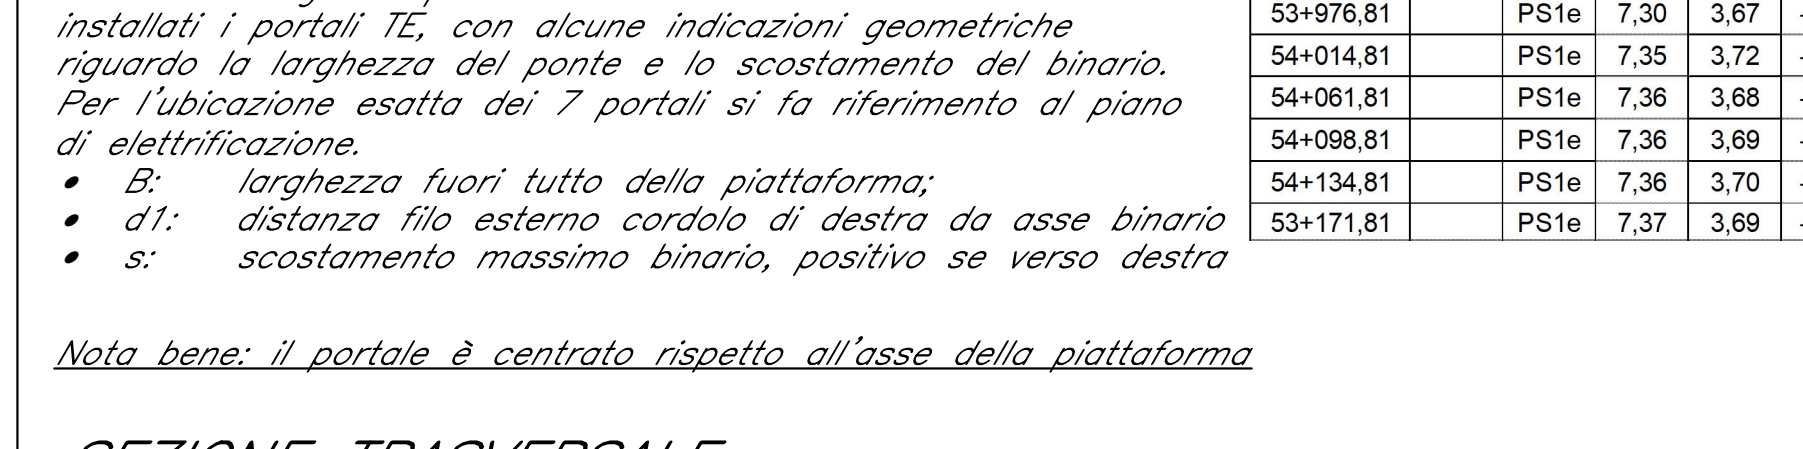 installati i portali TE, con alcune indicazioni geometriche
riguardo la larghezza del ponte e lo scostamento del binario.
Per l'ubicazione esatta dei 7 portali si fa riferimento al piano
di elettrificazione.
• B: larghezza fuori tutto della piattaforma;
• d1: distanza filo esterno cordolo di destra da asse binario
• s: scostamento massimo binario, positivo se verso destra
Nota bene: il portale è centrato rispetto all'asse della piattaforma
SEZIONE TRASVERSALE
53+976,81 PS1e 7,30 3,67
54+014,81 PS1e 7,35 3,72
54+061,81 PS1e 7,36 3,68
54+098,81 PS1e 7,36 3,69
54+134,81 PS1e 7,36 3,70
53+171,81 PS1e 7,37 3,69